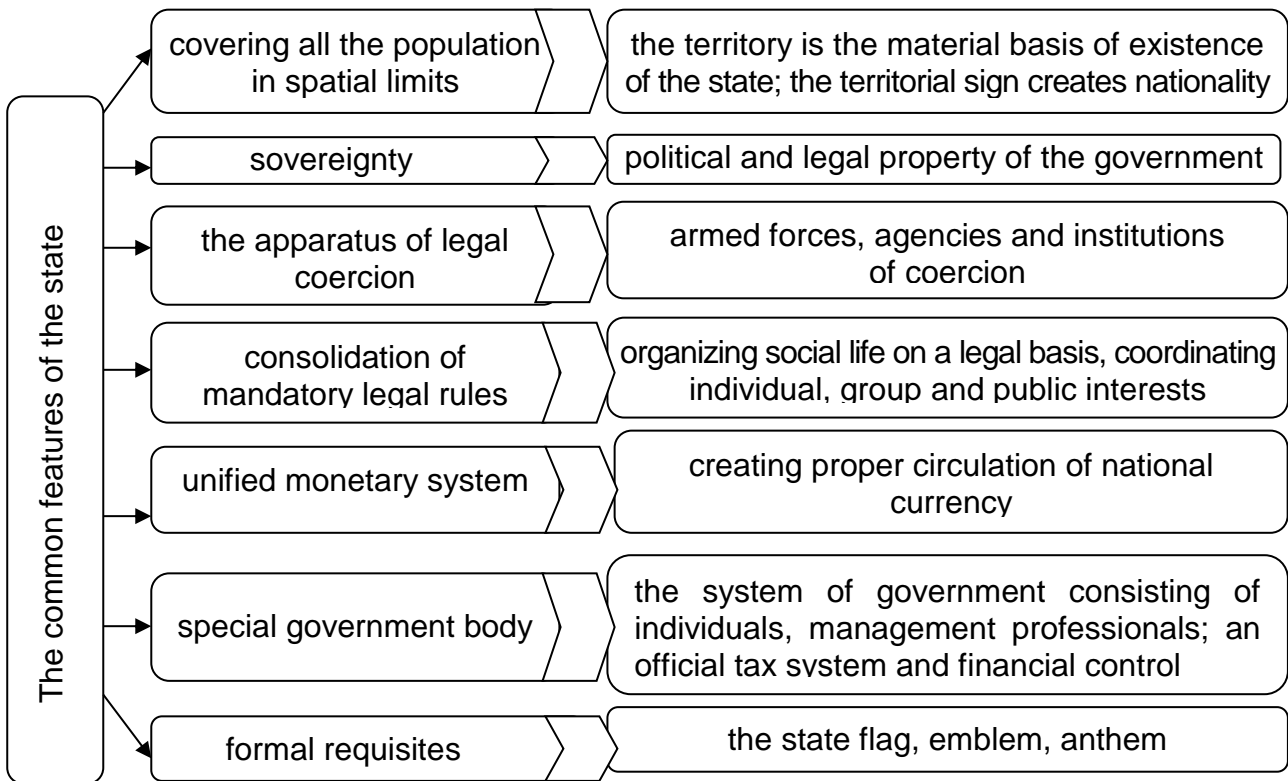 The common features of the state
covering all the population
in spatial limits
the territory is the material basis of existence
of the state; the territorial sign creates nationality
sovereignty
political and legal property of the government
the apparatus of legal
coercion
armed forces, agencies and institutions
of coercion
consolidation of
mandatory legal rules
organizing social life on a legal basis, coordinating
individual, group and public interests
unified monetary system
creating proper circulation of national
currency
special government body
the system of government consisting of
individuals, management professionals; an
official tax system and financial control
formal requisites
the state flag, emblem, anthem